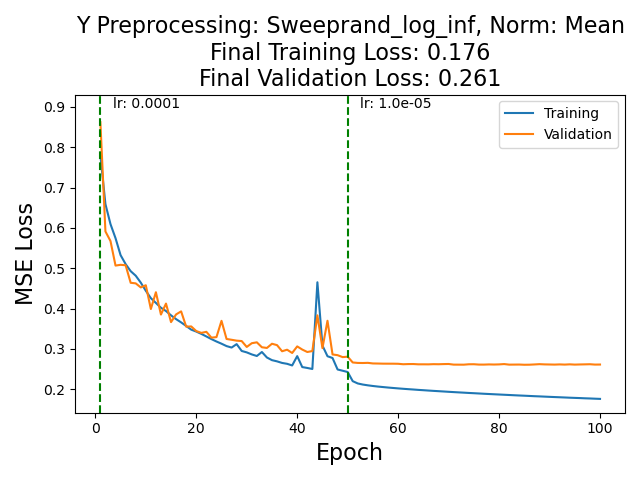 Y Preprocessing: Sweeprand_log_inf, Norm: Mean
Final Training Loss: 0.176
Final Validation Loss: 0.261
lr: 0.0001
lr: 1.0e-05
Training
Validation
MSE Loss
0.9
0.8
0.7
0.6
0.5
0.4
0.3
0.2
0
20
40
60
80
100
Epoch